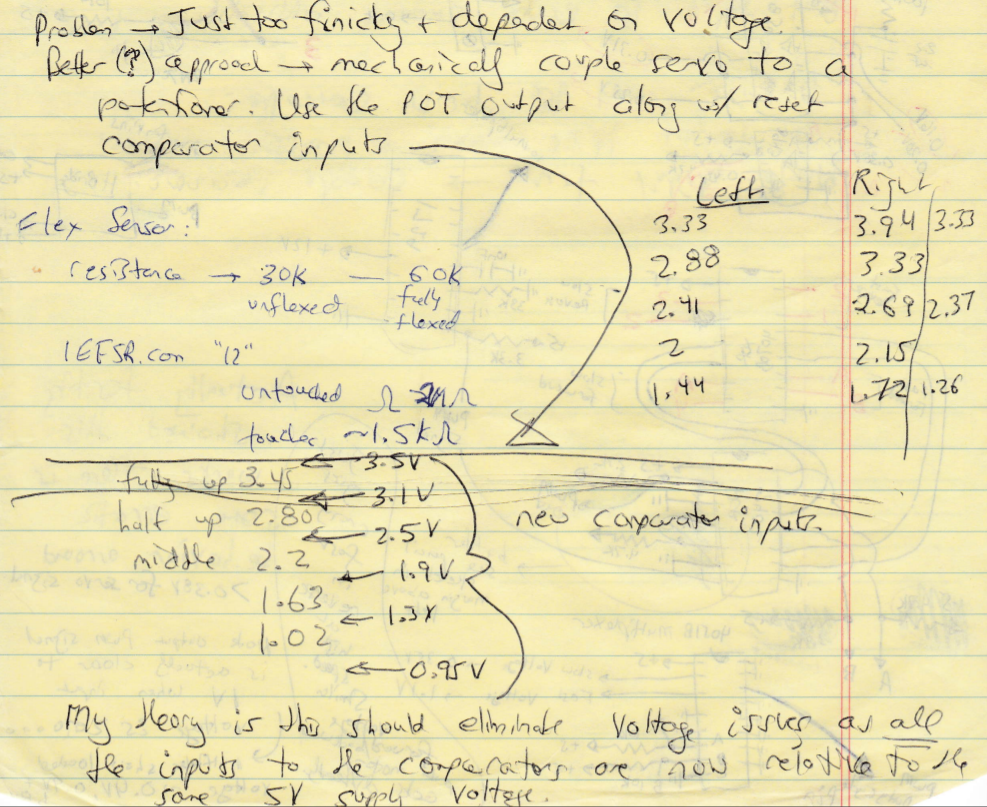 Problem → Just too finicky + dependent on voltage.
Better (?) approach → mechanically couple servo to a
potentiometer. Use the POT output along w/ reset
comparator inputs
Left Right
3.33 3.94 3.33
2.88 3.33
2.41 2.69 2.37
2 2.15
1.44 1.72 1.26
Flex Sensor:
resistance → 30K — 60K
unflexed fully
flexed
IEFSR.com "12"
untouched Ω Ω
touched ~1.5kΩ
fully up 3.45 ← 3.5V
half up 2.80 ← 3.1V
middle 2.2 ← 2.5V
1.63 ← 1.9V
1.02 ← 1.3V
← 0.95V
new comparator inputs.
My theory is this should eliminate voltage issues as all
the inputs to the comparators are now relative to the
same 5V supply voltage.